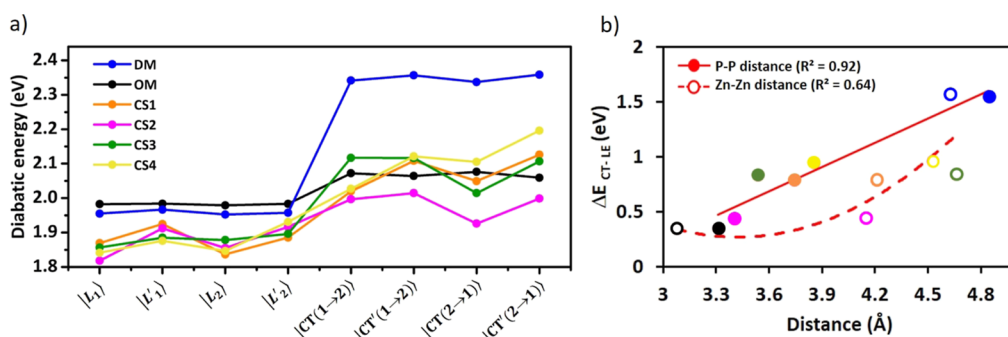 a)
Diabatic energy (eV)
2.4
2.3
2.2
2.1
2.0
1.9
1.8
DM
OM
CS1
CS2
CS3
CS4
|L₁⟩
|L′₁⟩
|L₂⟩
|L′₂⟩
|CT(1→2)⟩
|CT′(1→2)⟩
|CT(2→1)⟩
|CT′(2→1)⟩
b)
ΔE CT- LE (eV)
2
1.5
1
0.5
0
P-P distance (R² = 0.92)
Zn-Zn distance (R² = 0.64)
3 3.3 3.6 3.9 4.2 4.5 4.8
Distance (Å)